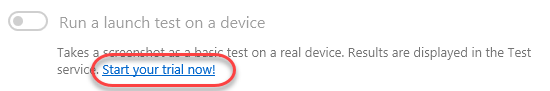 Run a launch test on a device
Takes a screenshot as a basic test on a real device. Results are displayed in the Test
service. Start your trial now!